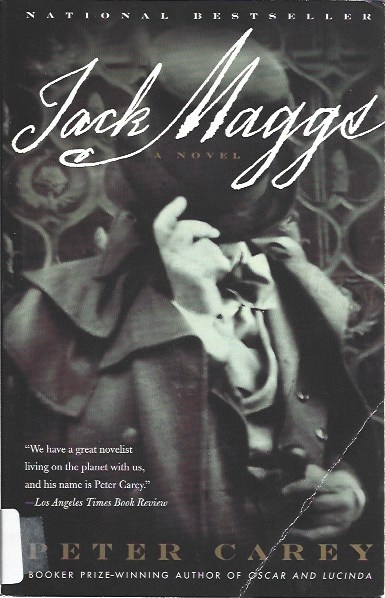 NATIONAL BESTSELLER
Jack Maggs
A NOVEL
"We have a great novelist
living on the planet with us,
and his name is Peter Carey."
—Los Angeles Times Book Review
PETER CAREY
BOOKER PRIZE-WINNING AUTHOR OF OSCAR AND LUCINDA